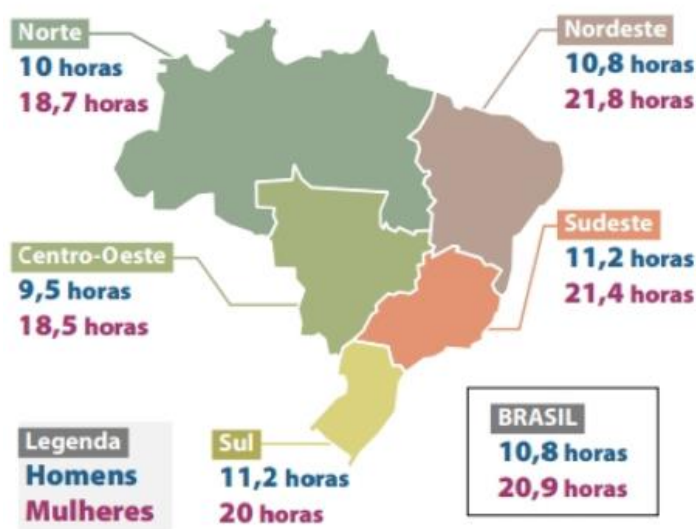 Norte
10 horas
18,7 horas
Nordeste
10,8 horas
21,8 horas
Centro-Oeste
9,5 horas
18,5 horas
Sudeste
11,2 horas
21,4 horas
Legenda
Homens
Mulheres
Sul
11,2 horas
20 horas
BRASIL
10,8 horas
20,9 horas